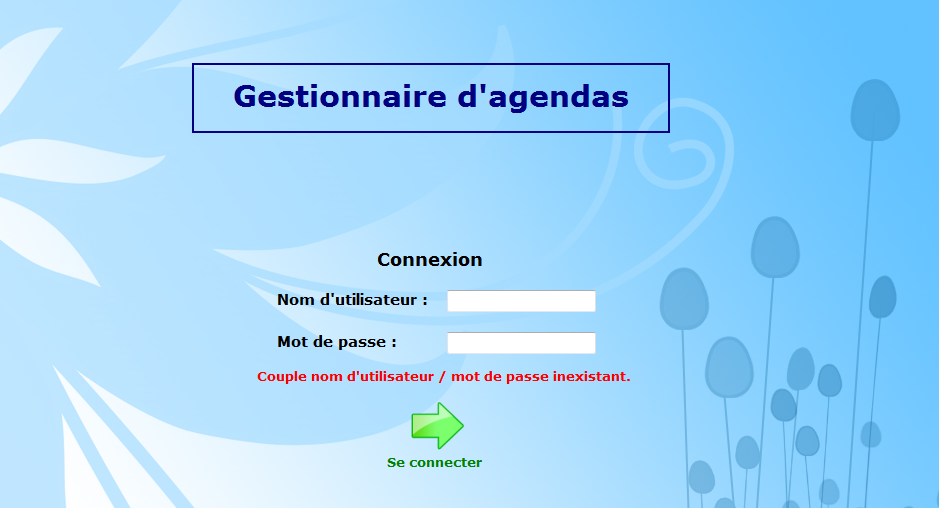 Gestionnaire d'agendas
Connexion
Nom d'utilisateur :
Mot de passe :
Couple nom d'utilisateur / mot de passe inexistant.
Se connecter